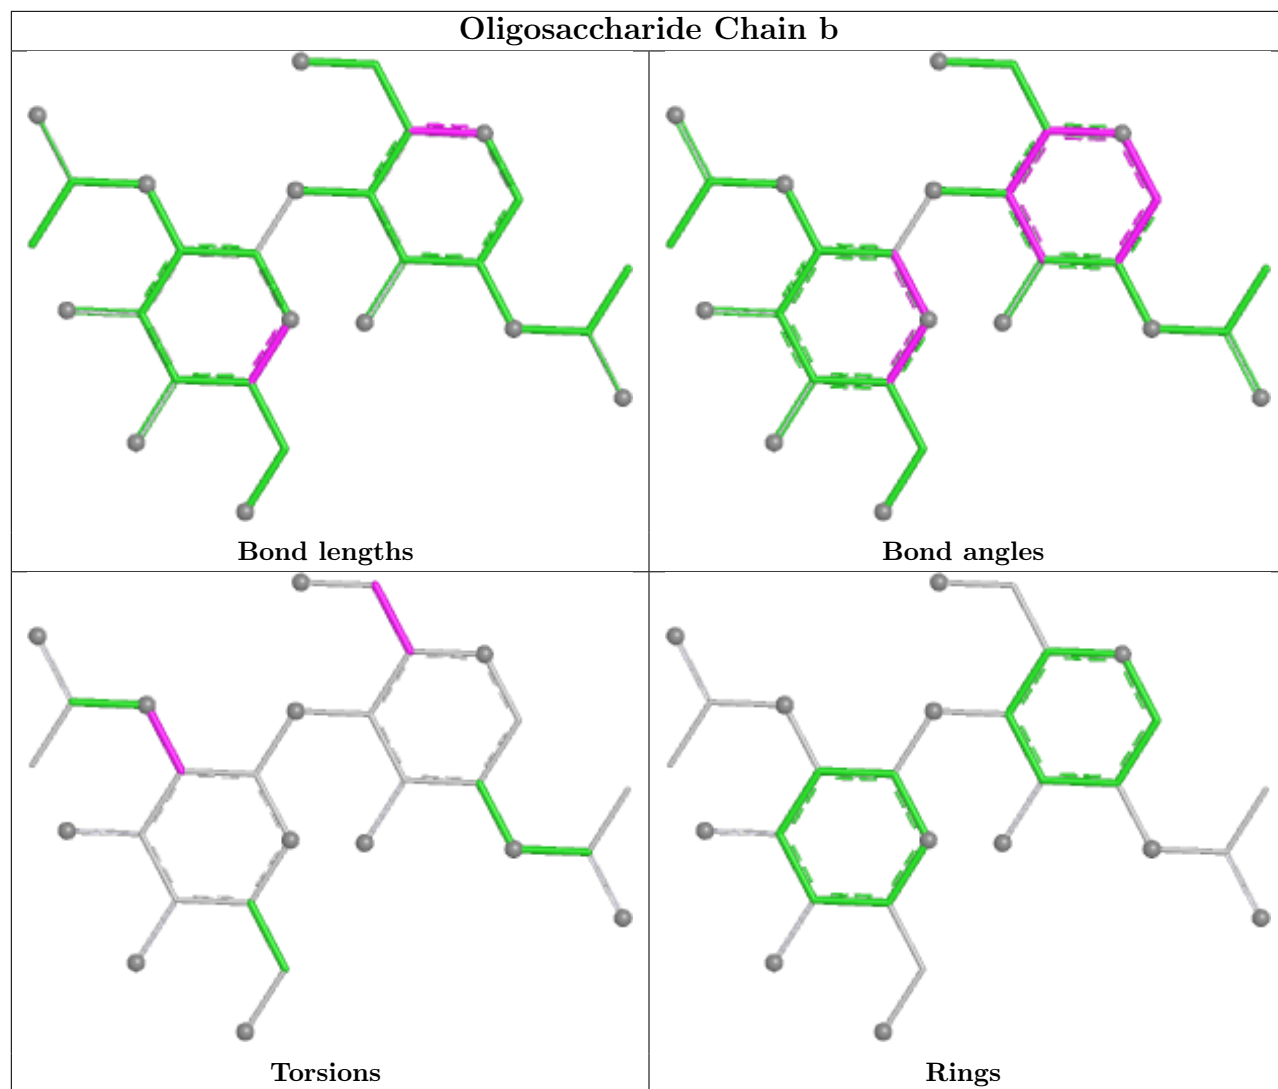 Oligosaccharide Chain b
Bond lengths
Bond angles
Torsions
Rings